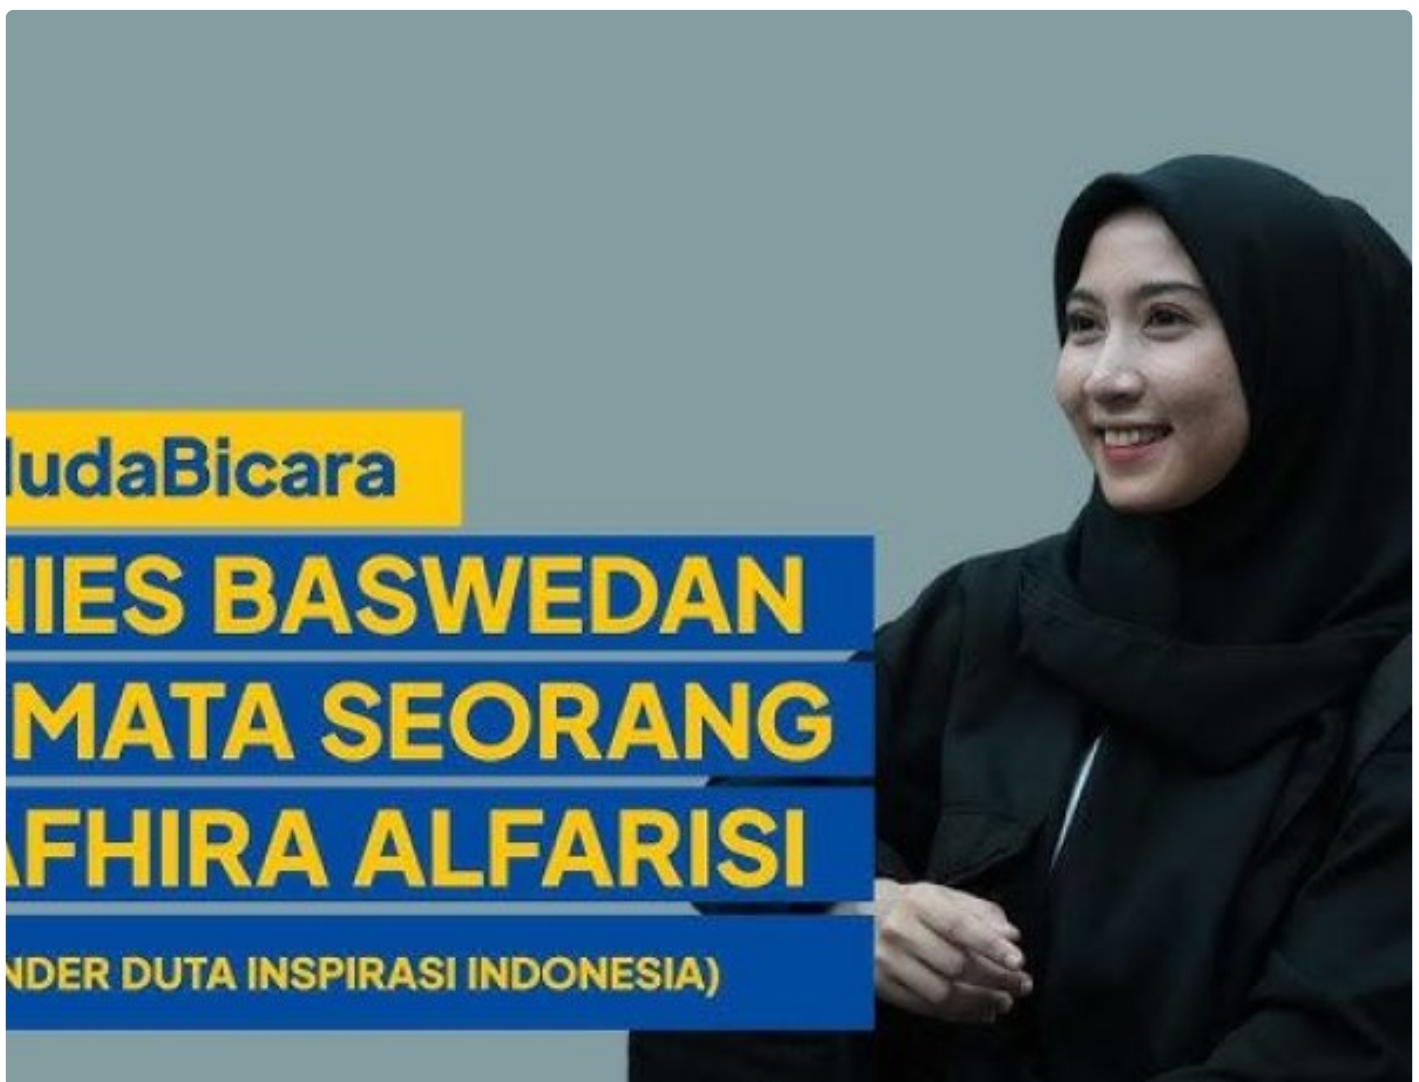 udaBicara
NIES BASWEDAN
MATA SEORANG
AFHIRA ALFARISI
NDER DUTA INSPIRASI INDONESIA)